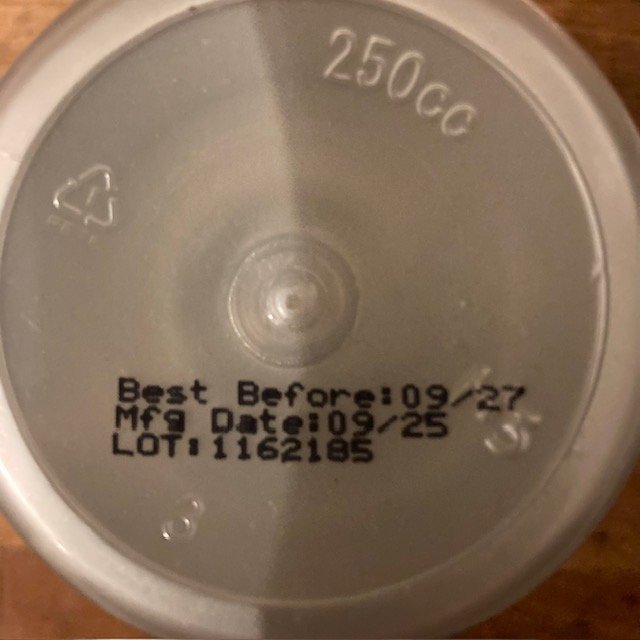 250cc
Best Before:09/27
Mfg Date:09/25
LOT:1162185